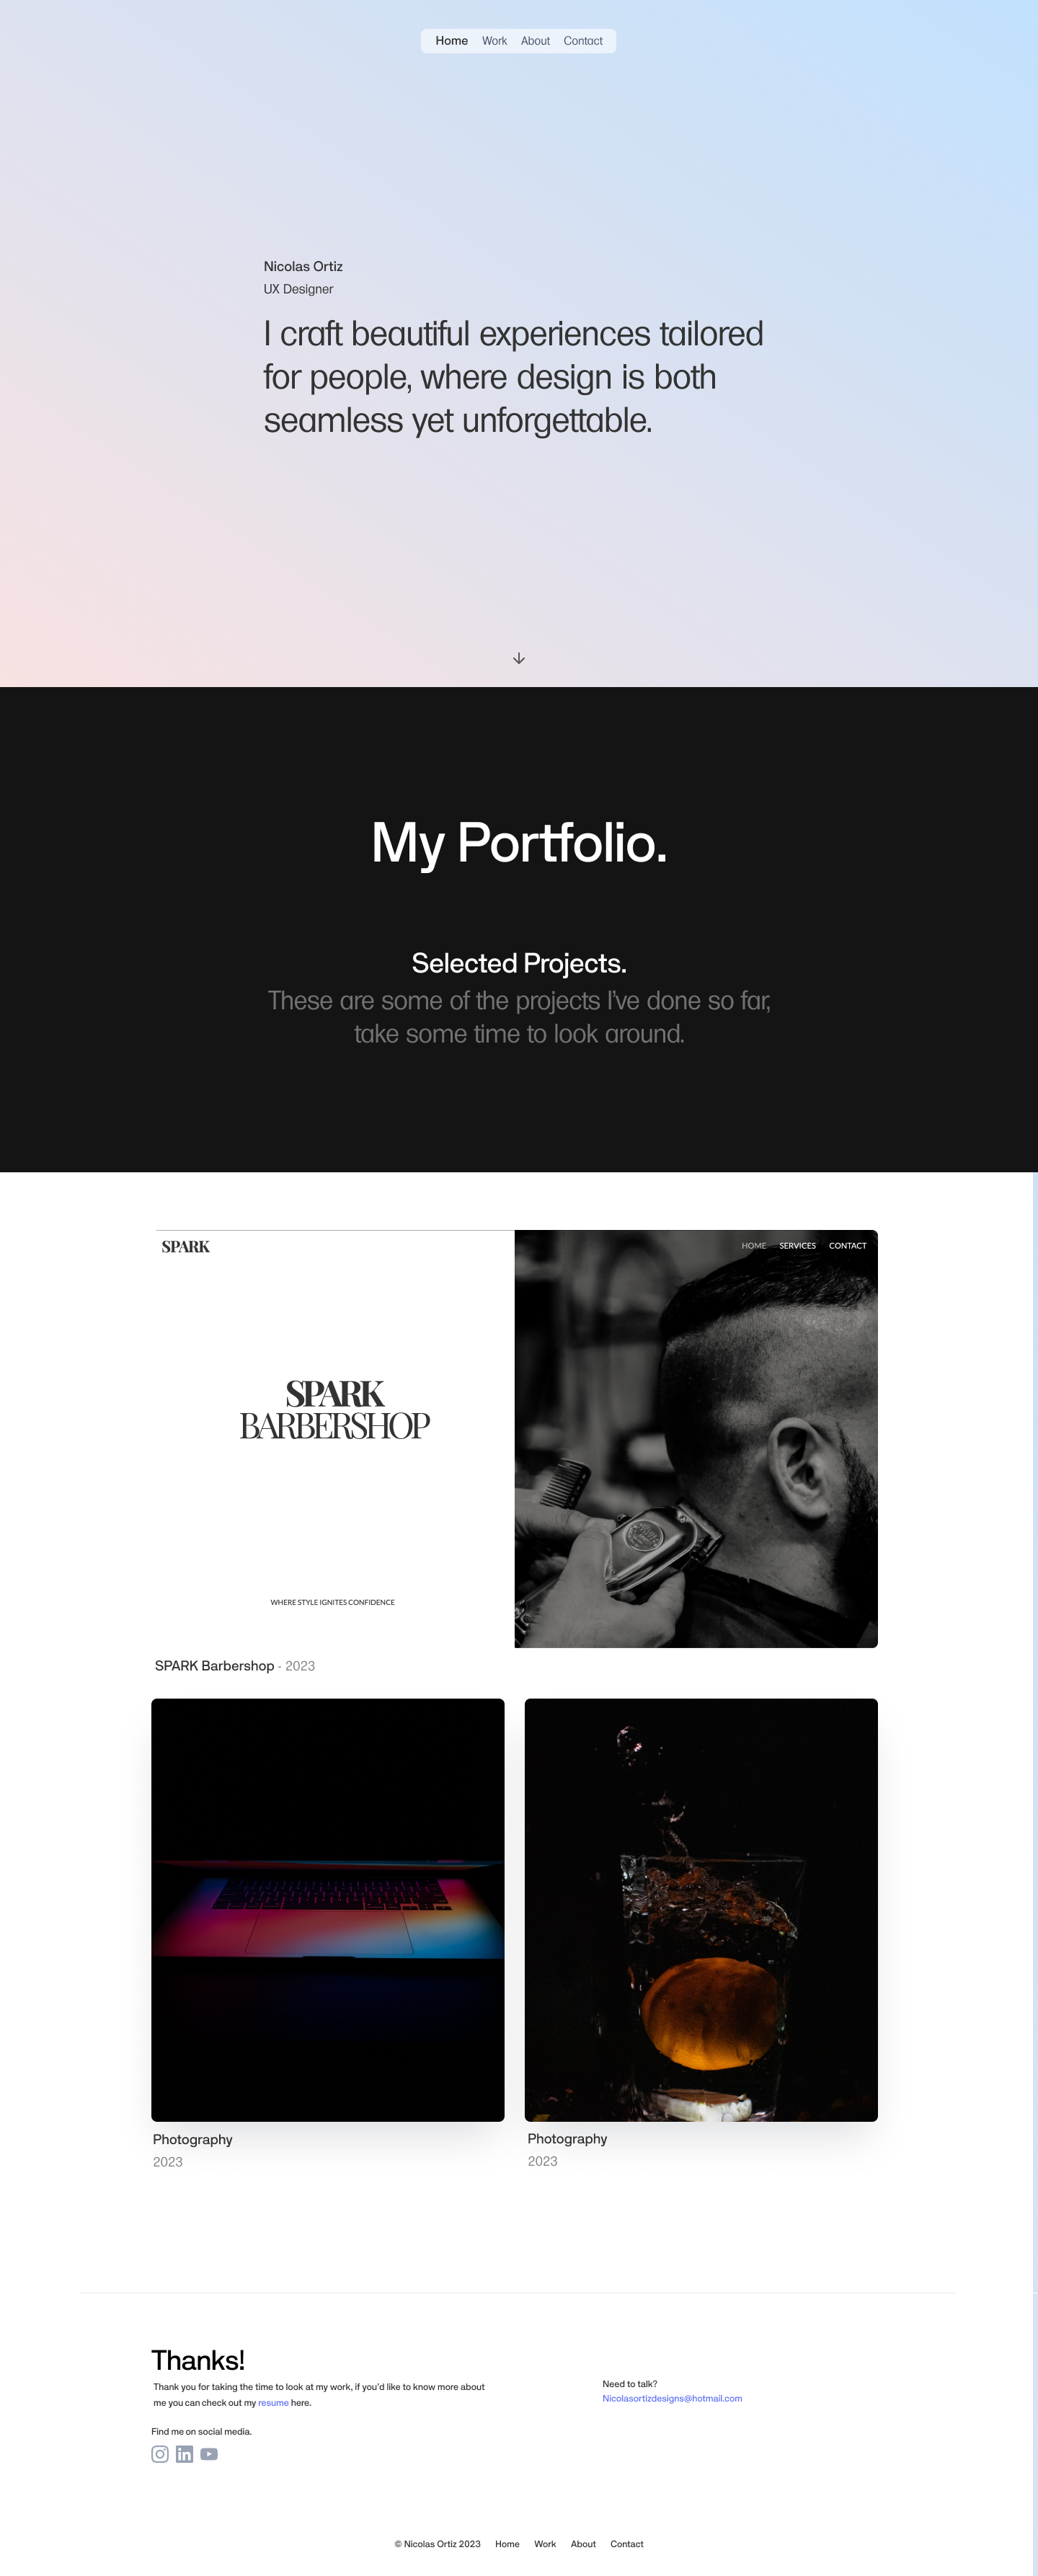 Home Work About Contact
Nicolas Ortiz
UX Designer
I craft beautiful experiences tailored
for people, where design is both
seamless yet unforgettable.
My Portfolio.
Selected Projects.
These are some of the projects I've done so far,
take some time to look around.
SPARK
HOME SERVICES CONTACT
SPARK
BARBERSHOP
WHERE STYLE IGNITES CONFIDENCE
SPARK Barbershop - 2023
Photography
2023
Photography
2023
Thanks!
Thank you for taking the time to look at my work, if you'd like to know more about
me you can check out my resume here.
Find me on social media.
Need to talk?
Nicolasortizdesigns@hotmail.com
© Nicolas Ortiz 2023 Home Work About Contact